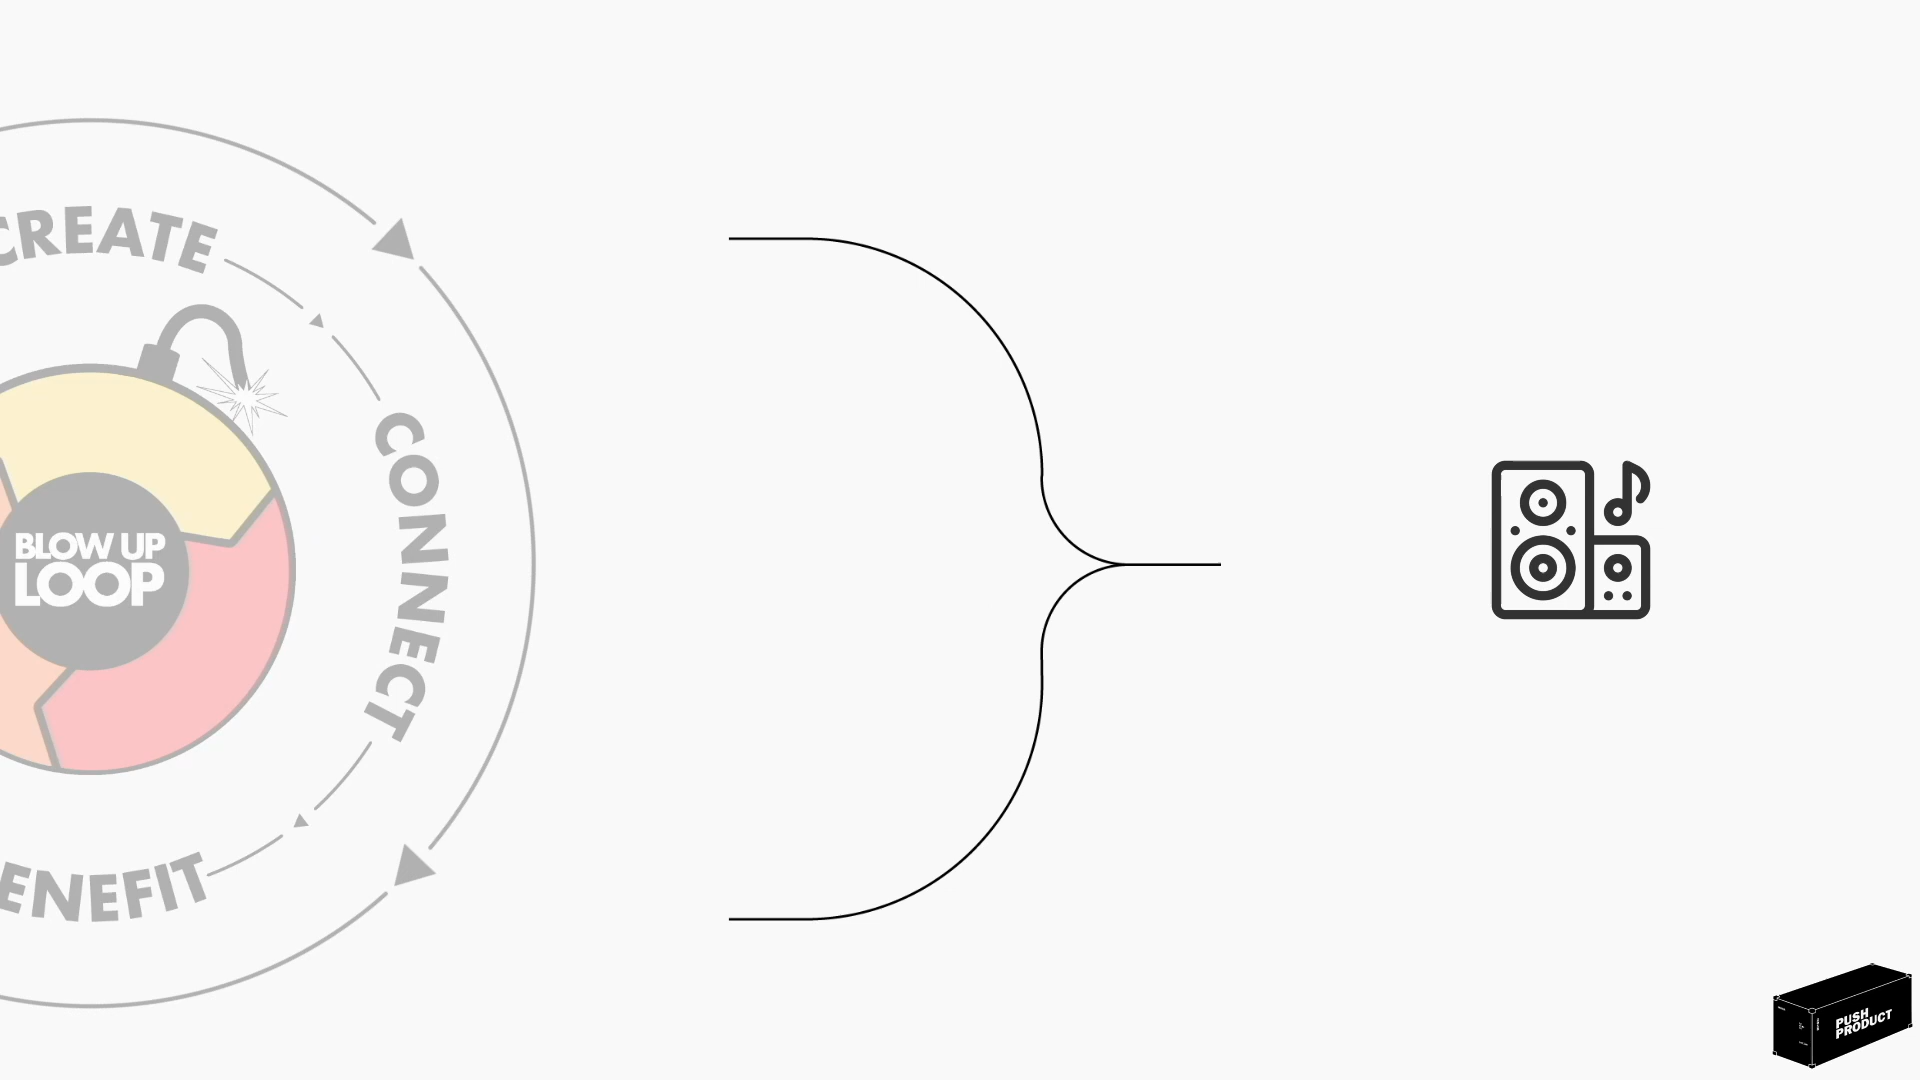 CREATE
CONNECT
ENEFIT
BLOW UP
LOOP
PUSH
PRODUCT